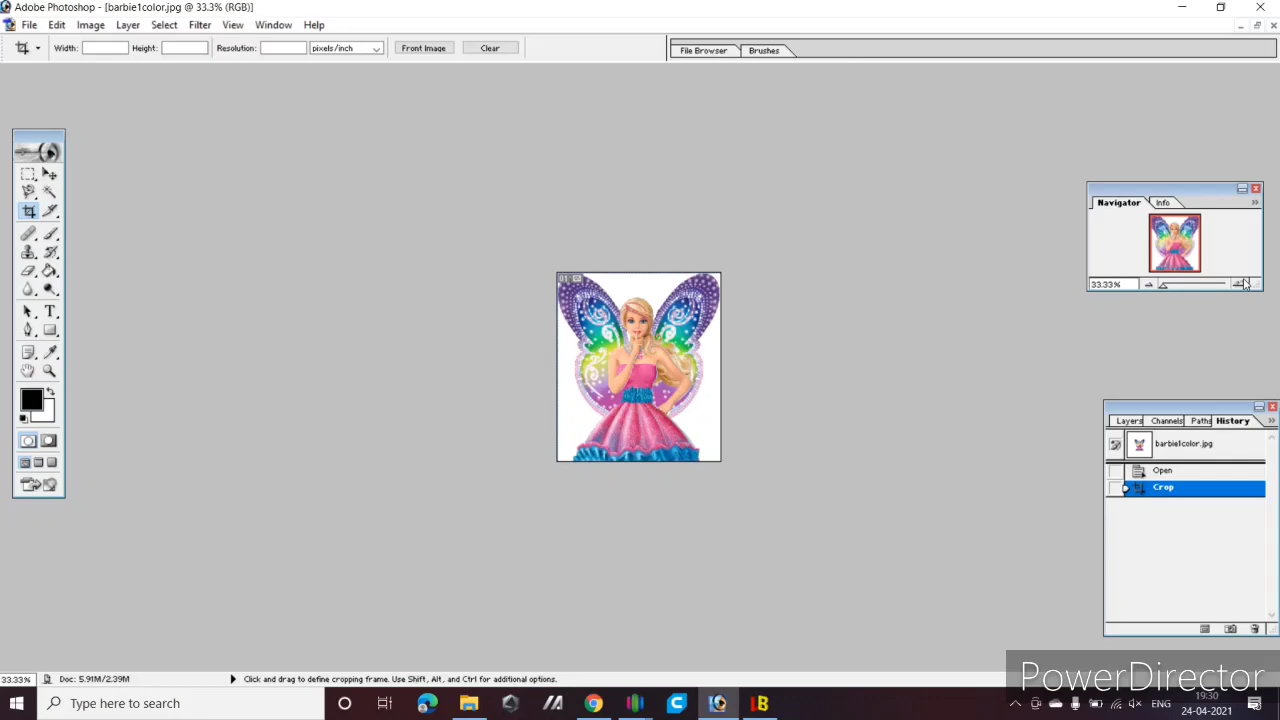 Adobe Photoshop - [barbie1color.jpg @ 33.3% (RGB)]
File Edit Image Layer Select Filter View Window Help
Width: Height: Resolution: pixels/inch Front Image Clear File Browser Brushes
Navigator Info
33.33%
Layers Channels Paths History
barbie1color.jpg
Open
Crop
33.33% Doc: 5.91M/2.39M Click and drag to define cropping frame. Use Shift, Alt, and Ctrl for additional options.
PowerDirector
Type here to search
ENG
19:30
24-04-2021